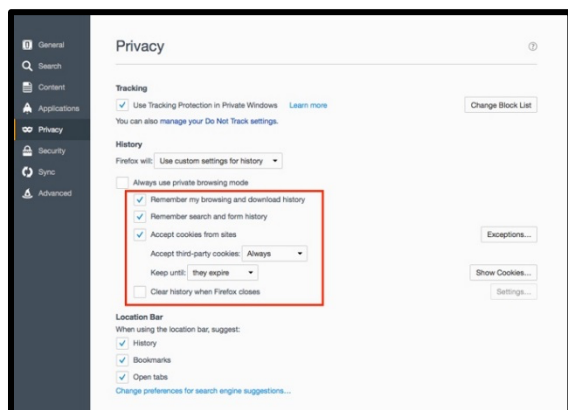 General
Search
Content
Applications
Privacy
Security
Sync
Advanced
Privacy
?
Tracking
Use Tracking Protection in Private Windows Learn more Change Block List
You can also manage your Do Not Track settings.
History
Firefox will: Use custom settings for history
Always use private browsing mode
Remember my browsing and download history
Remember search and form history
Accept cookies from sites Exceptions...
Accept third-party cookies: Always
Keep until: they expire Show Cookies...
Clear history when Firefox closes Settings...
Location Bar
When using the location bar, suggest:
History
Bookmarks
Open tabs
Change preferences for search engine suggestions...